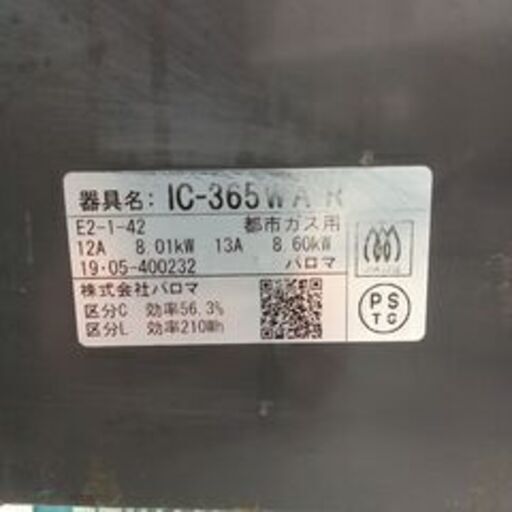 器具名: IC-365WA-R
E2-1-42 都市ガス用
12A 8.01kW 13A 8.60kW
19・05-400232 パロマ
株式会社パロマ
区分C 効率56.3%
区分L 効率210Wh
PS
TG